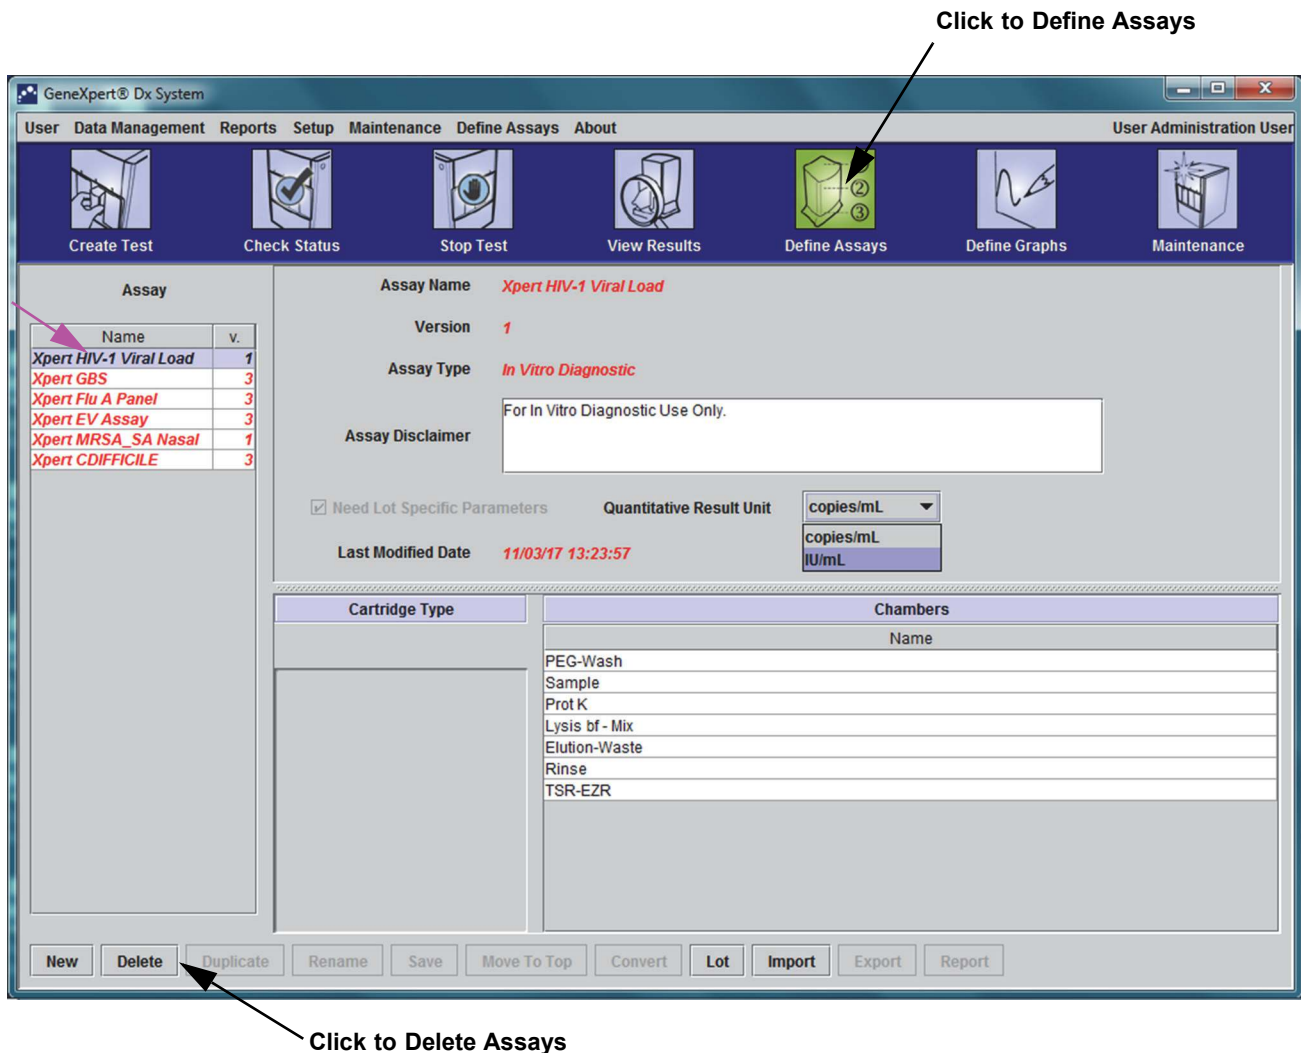 Click to Define Assays
GeneXpert® Dx System
User Data Management Reports Setup Maintenance Define Assays About User Administration User
① ② ③
Create Test Check Status Stop Test View Results Define Assays Define Graphs Maintenance
Assay
Name v.
Xpert HIV-1 Viral Load 1
Xpert GBS 3
Xpert Flu A Panel 3
Xpert EV Assay 3
Xpert MRSA_SA Nasal 1
Xpert CDIFFICILE 3
Assay Name Xpert HIV-1 Viral Load
Version 1
Assay Type In Vitro Diagnostic
Assay Disclaimer For In Vitro Diagnostic Use Only.
Need Lot Specific Parameters Quantitative Result Unit copies/mL
copies/mL
IU/mL
Last Modified Date 11/03/17 13:23:57
Cartridge Type
Chambers
Name
PEG-Wash
Sample
Prot K
Lysis bf - Mix
Elution-Waste
Rinse
TSR-EZR
New Delete Duplicate Rename Save Move To Top Convert Lot Import Export Report
Click to Delete Assays